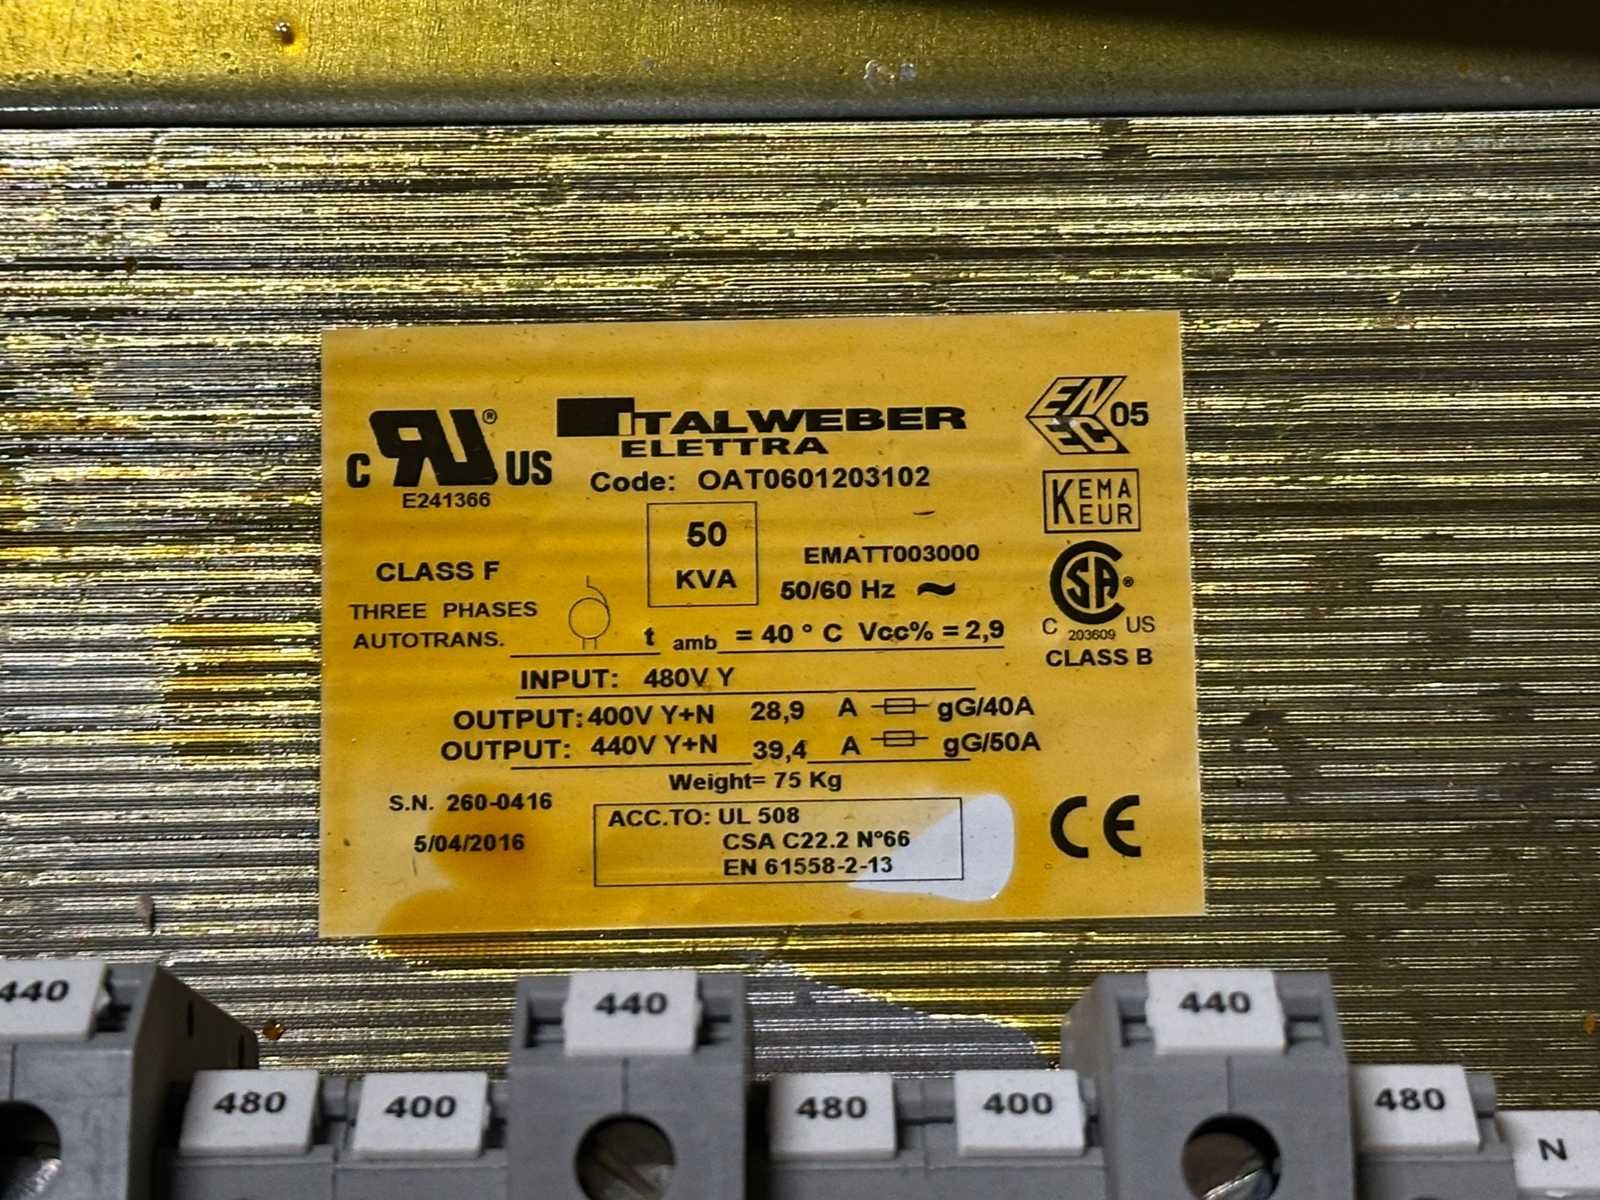 ITALWEBER
ELETTRA
C RU® US
E241366
EN EC 05
Code: OAT0601203102
KEMA
KEUR
50
KVA
EMATT003000
50/60 Hz ~
CLASS F
THREE PHASES
AUTOTRANS.
t amb = 40 ° C Vcc% = 2,9
CSA®
C 203609 US
CLASS B
INPUT: 480V Y
OUTPUT: 400V Y+N 28,9 A gG/40A
OUTPUT: 440V Y+N 39,4 A gG/50A
Weight= 75 Kg
S.N. 260-0416
5/04/2016
ACC.TO: UL 508
CSA C22.2 N°66
EN 61558-2-13
CE
440 440 440
480 400 480 400 480
N